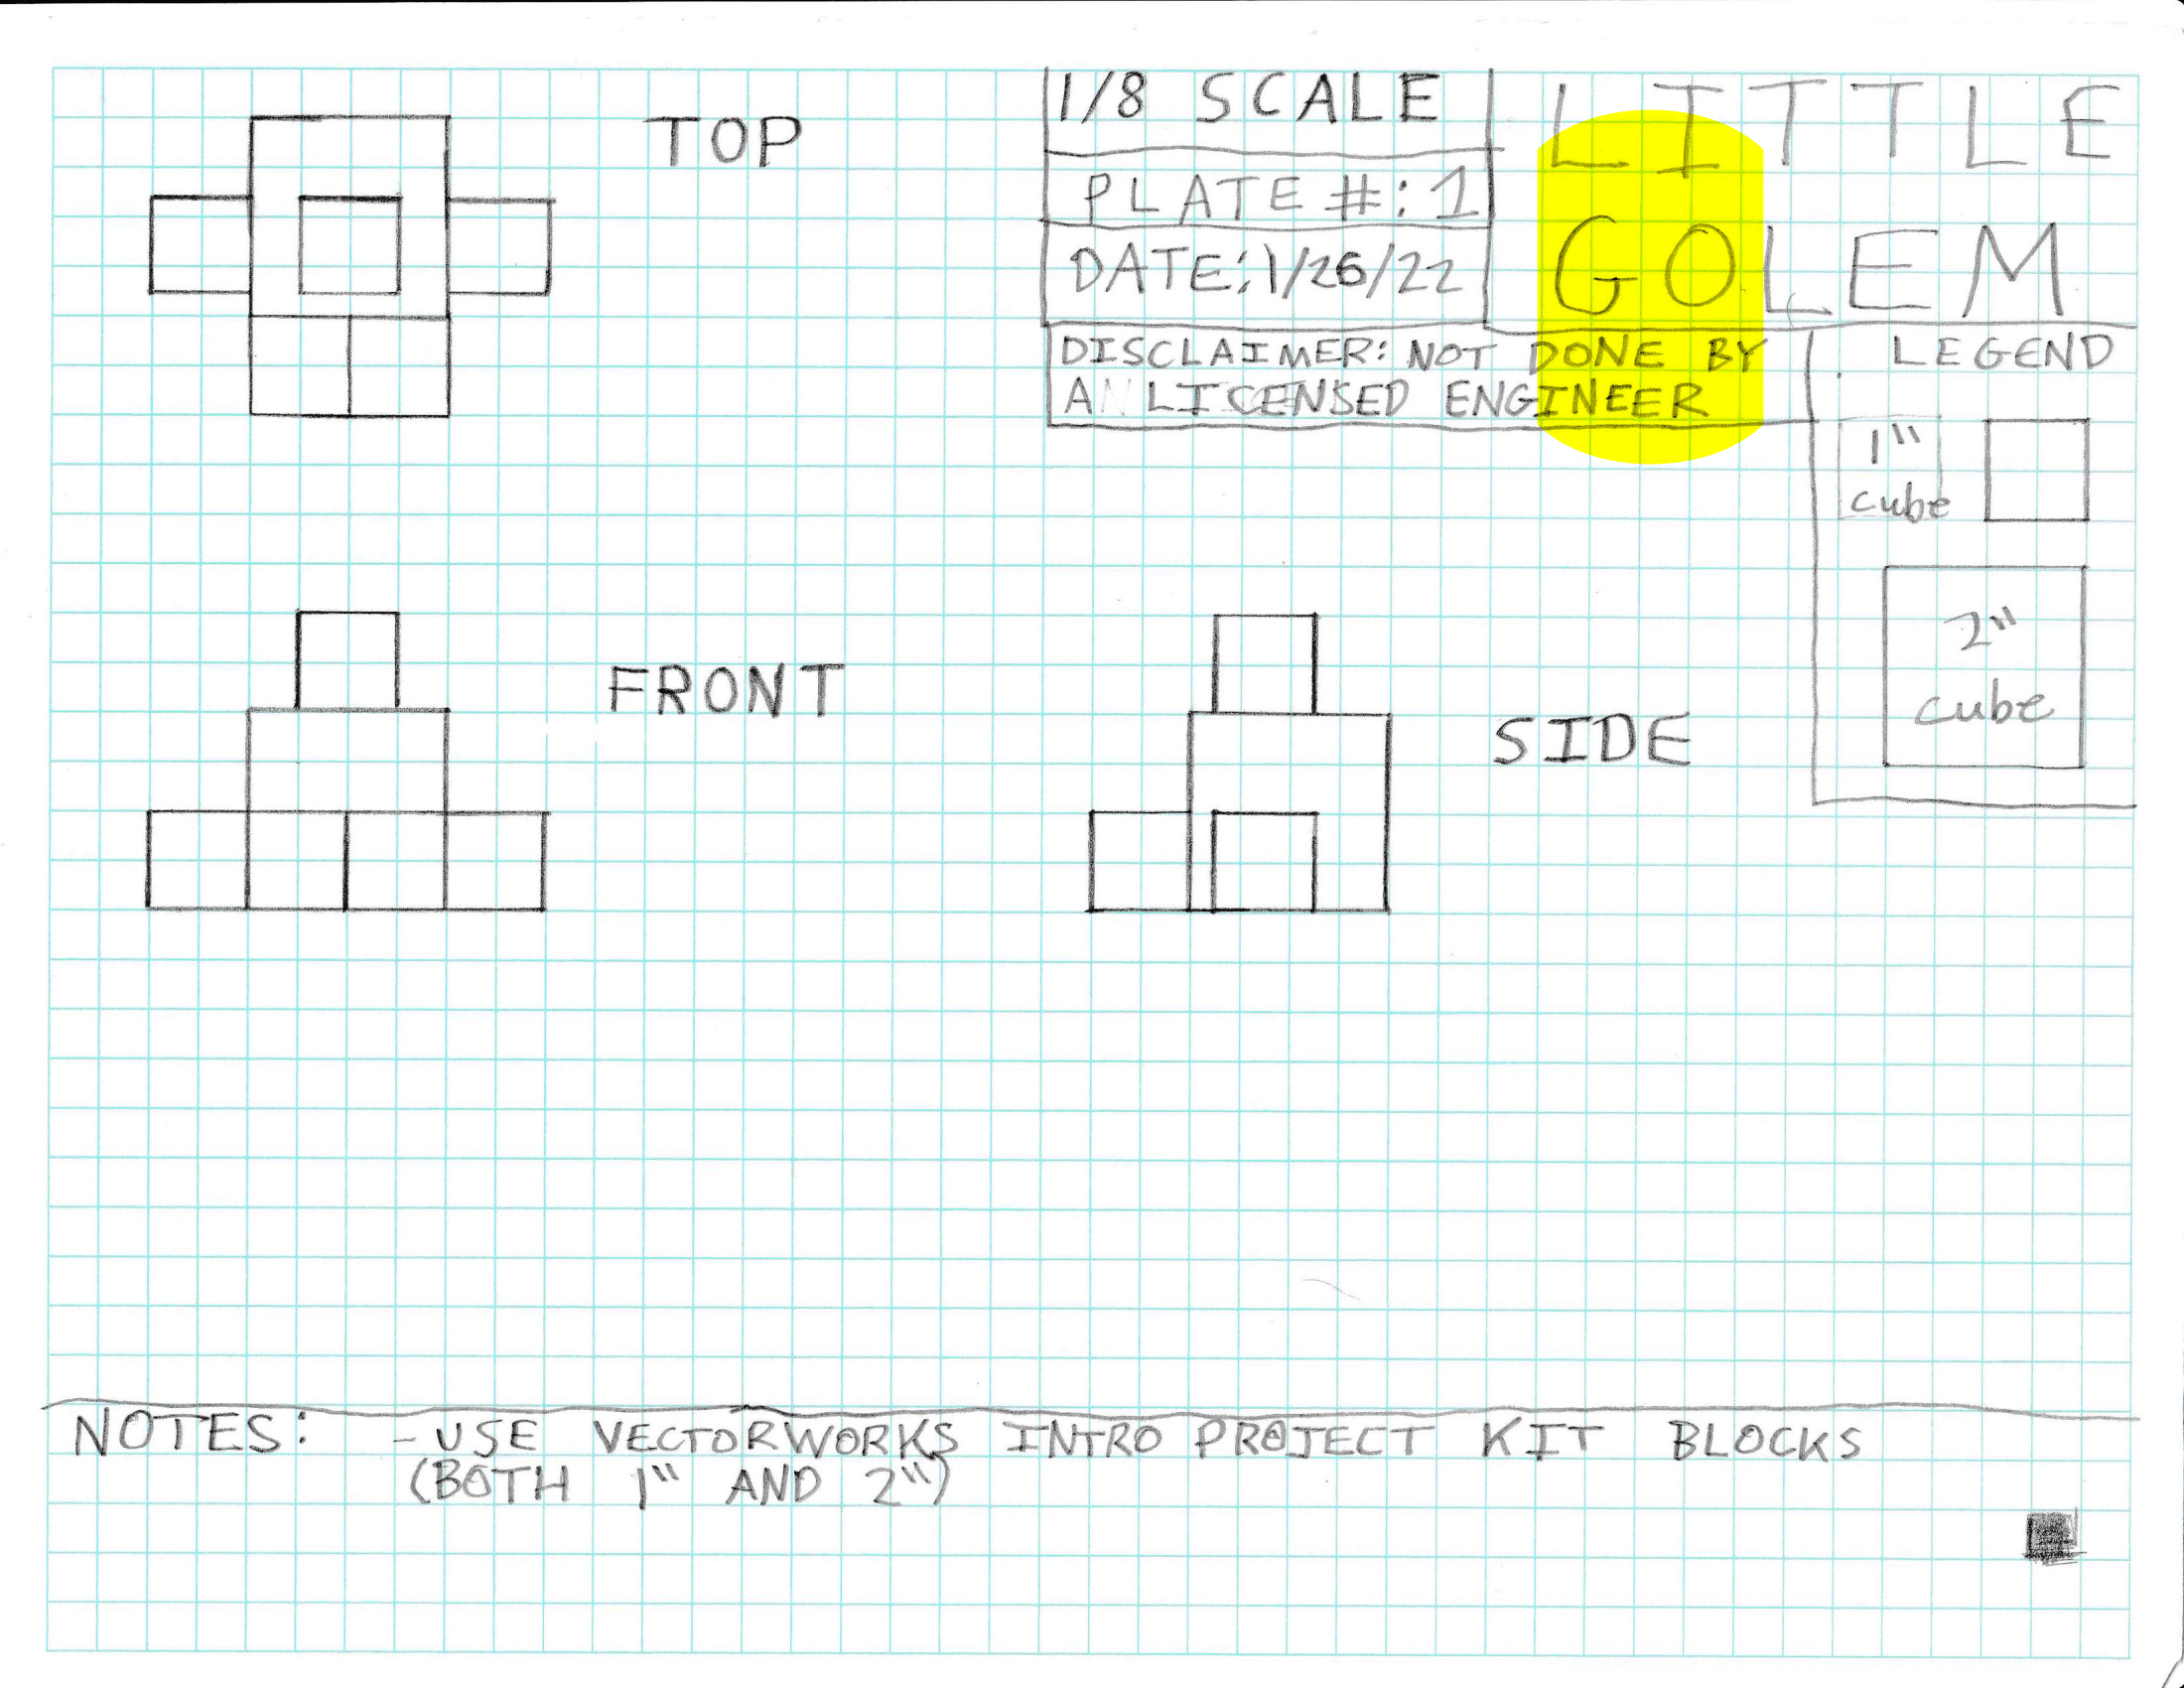 TOP
1/8 SCALE
PLATE #: 1
DATE: 1/26/22
LITTLE
GOLEM
DISCLAIMER: NOT DONE BY
AN LICENSED ENGINEER
LEGEND
1"
cube
2"
cube
FRONT
SIDE
NOTES: - USE VECTORWORKS INTRO PROJECT KIT BLOCKS
(BOTH 1" AND 2")